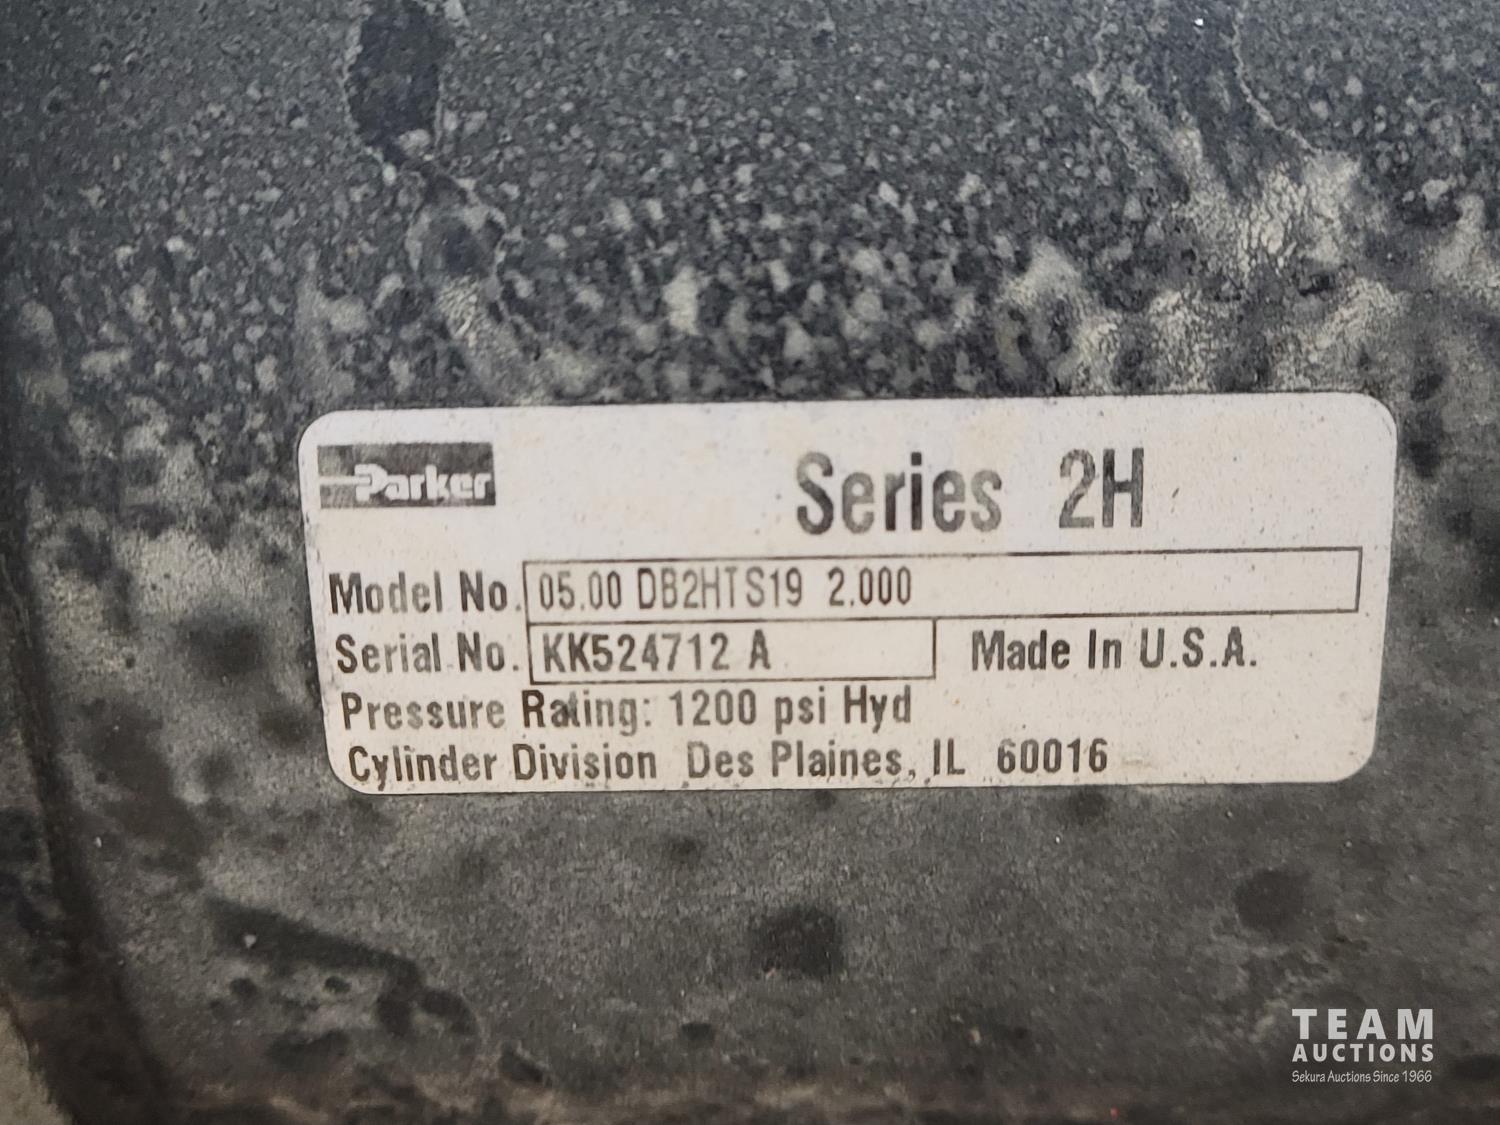 Parker
Series 2H
Model No. 05.00 DB2HTS19 2.000
Serial No. KK524712 A Made In U.S.A.
Pressure Rating: 1200 psi Hyd
Cylinder Division Des Plaines, IL 60016
TEAM
AUCTIONS
Sekura Auctions Since 1966